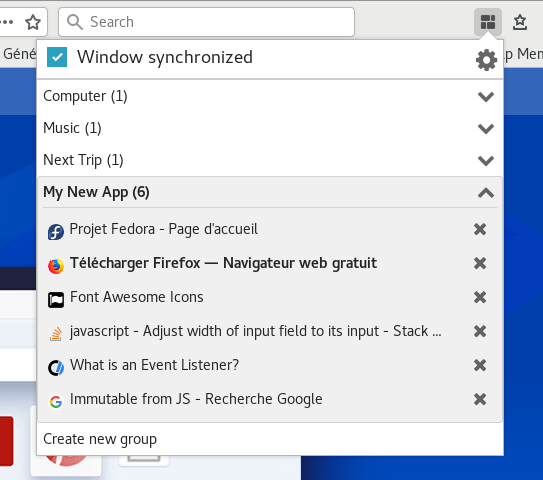 Search
Géné
lp Men
Window synchronized
Computer (1)
Music (1)
Next Trip (1)
My New App (6)
Projet Fedora - Page d'accueil
Télécharger Firefox — Navigateur web gratuit
Font Awesome Icons
javascript - Adjust width of input field to its input - Stack ...
What is an Event Listener?
Immutable from JS - Recherche Google
Create new group